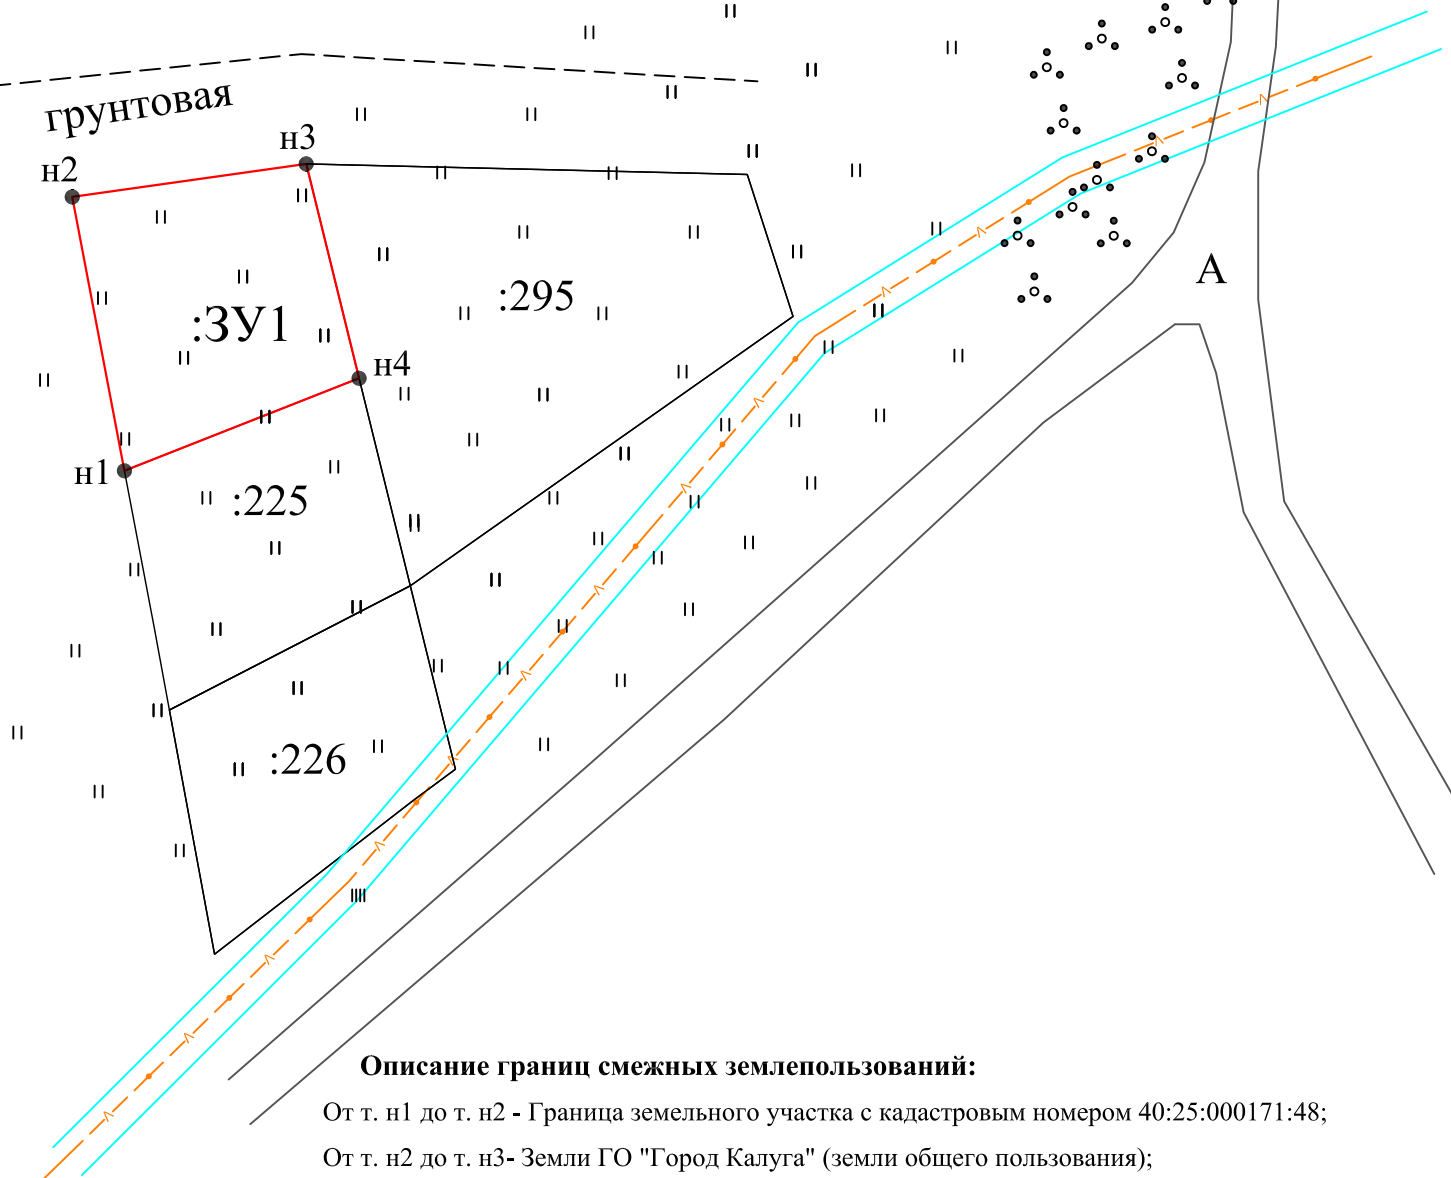 грунтовая
н3
н2
:295
А
:ЗУ1
н4
н1
:225
:226
Описание границ смежных землепользований:
От т. н1 до т. н2 - Граница земельного участка с кадастровым номером 40:25:000171:48;
От т. н2 до т. н3- Земли ГО "Город Калуга" (земли общего пользования);